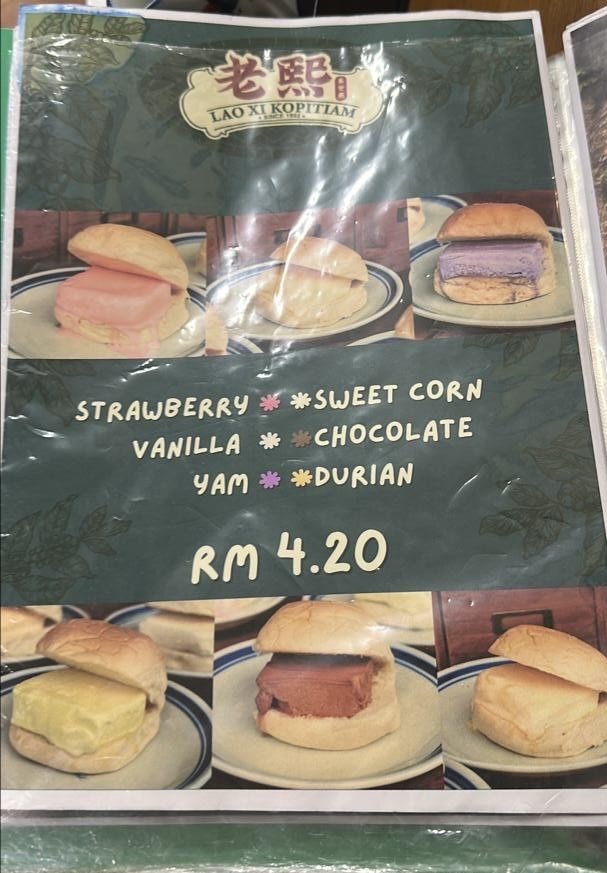 老熙
LAO XI KOPITIAM
STRAWBERRY
SWEET CORN
VANILLA
CHOCOLATE
YAM
DURIAN
RM 4.20